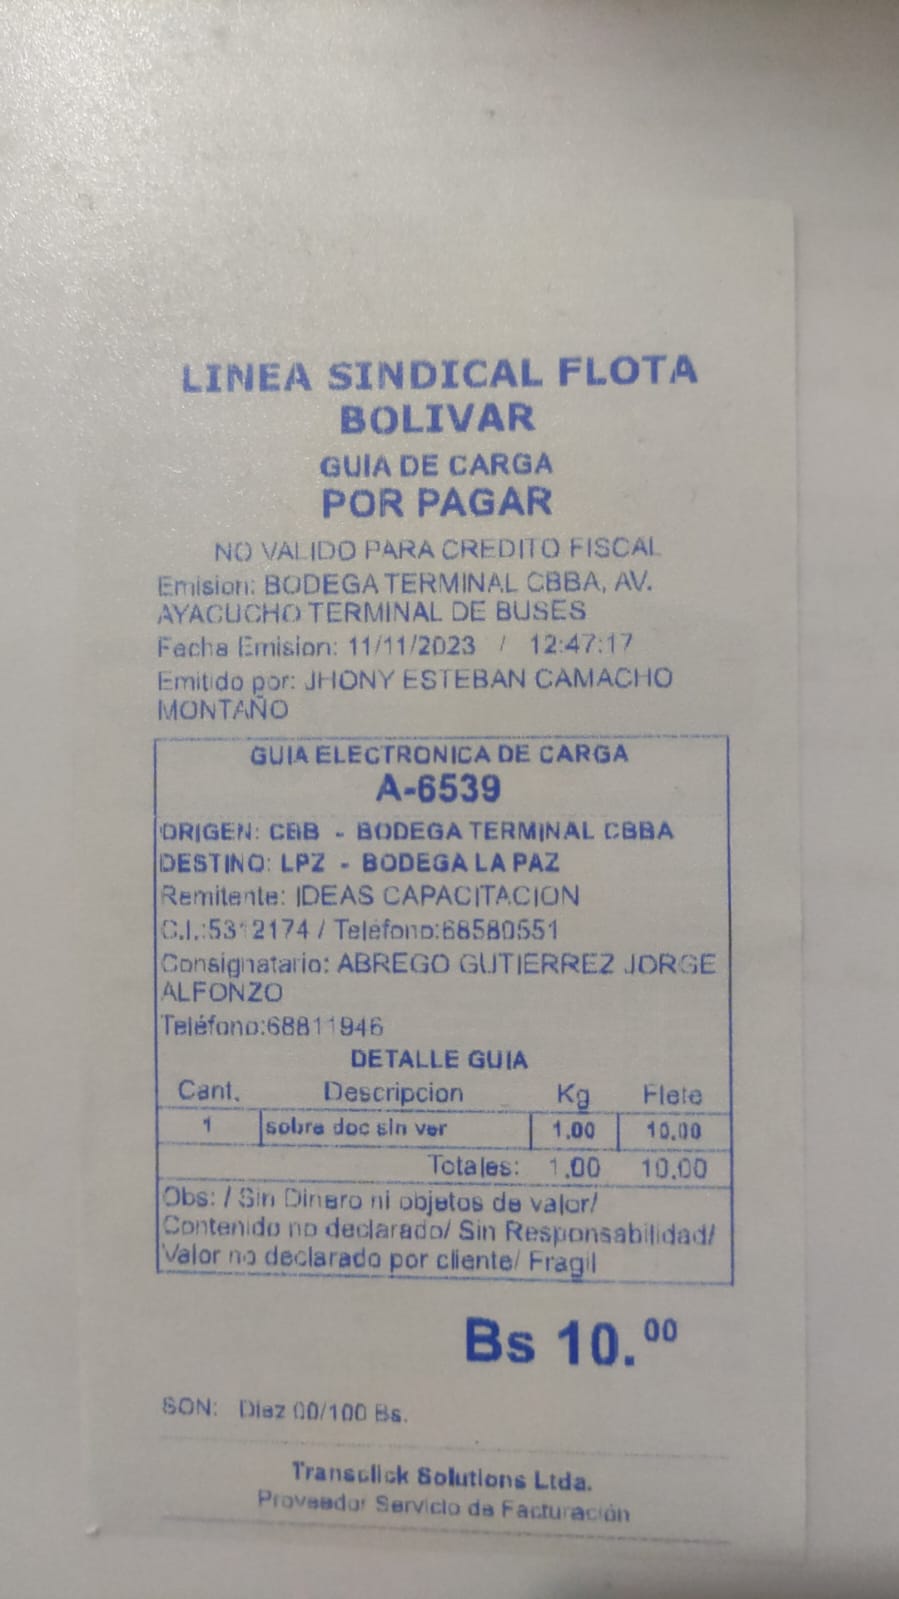 LINEA SINDICAL FLOTA
BOLIVAR
GUIA DE CARGA
POR PAGAR
NO VALIDO PARA CREDITO FISCAL
Emision: BODEGA TERMINAL CBBA, AV.
AYACUCHO TERMINAL DE BUSES
Fecha Emision: 11/11/2023 / 12:47:17
Emitido por: JHONY ESTEBAN CAMACHO
MONTAÑO
GUIA ELECTRONICA DE CARGA
A-6539
ORIGEN: CBB - BODEGA TERMINAL CBBA
DESTINO: LPZ - BODEGA LA PAZ
Remitente: IDEAS CAPACITACION
C.I.:5312174 / Teléfono:68580551
Consignatario: ABREGO GUTIERREZ JORGE
ALFONZO
Teléfono:68811946
DETALLE GUIA
Cant. Descripcion Kg Flete
1 sobre doc sin ver 1.00 10.00
Totales: 1.00 10.00
Obs: / Sin Dinero ni objetos de valor/
Contenido no declarado/ Sin Responsabilidad/
Valor no declarado por cliente/ Fragil
Bs 10.00
SON: Diez 00/100 Bs.
Transclick Solutions Ltda.
Proveedor Servicio de Facturación